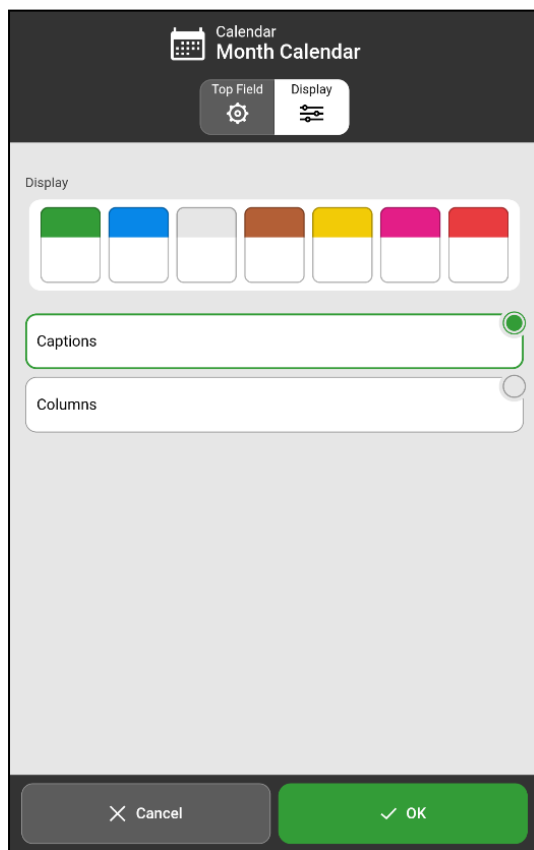 Calendar
Month Calendar
Top Field
Display
Display
Captions
Columns
Cancel
OK